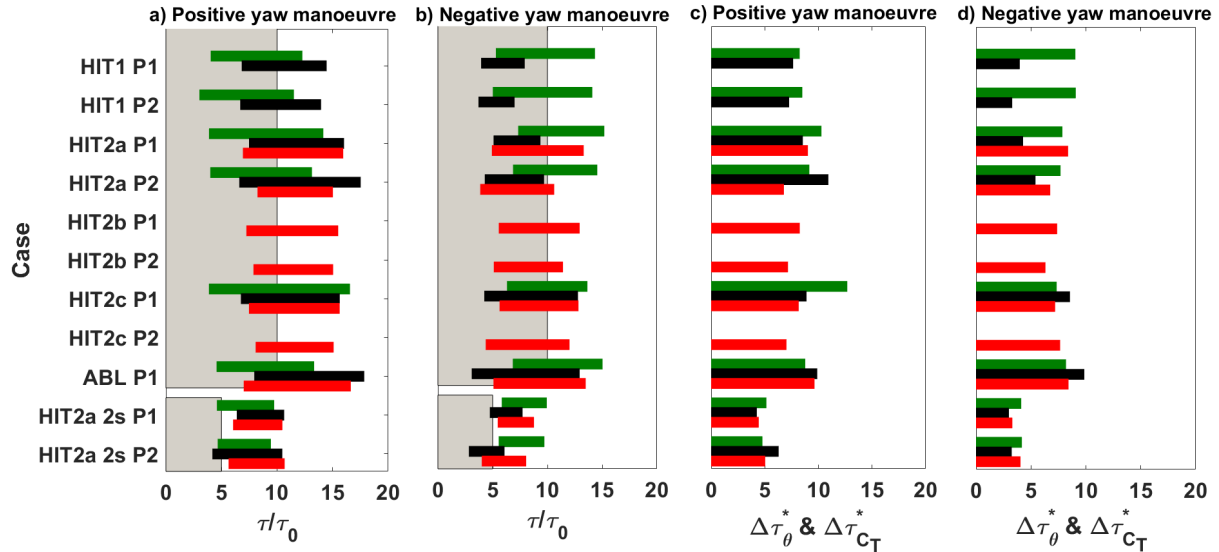 a) Positive yaw manoeuvre
b) Negative yaw manoeuvre
c) Positive yaw manoeuvre
d) Negative yaw manoeuvre
Case
HIT1 P1
HIT1 P2
HIT2a P1
HIT2a P2
HIT2b P1
HIT2b P2
HIT2c P1
HIT2c P2
ABL P1
HIT2a 2s P1
HIT2a 2s P2
0 5 10 15 20
0 5 10 15 20
0 5 10 15 20
0 5 10 15 20
τ/τ0
τ/τ0
Δτ*θ & Δτ*CT
Δτ*θ & Δτ*CT